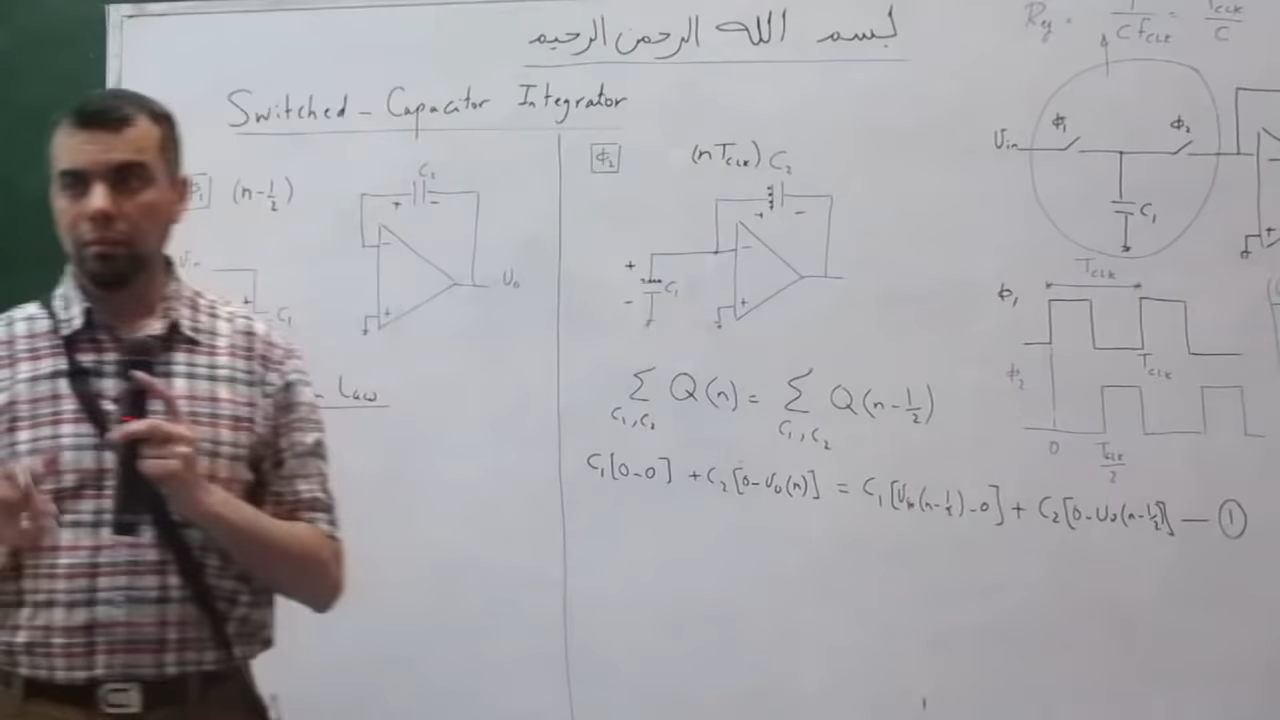 بسم الله الرحمن الرحيم
Switched - Capacitor Integrator
Φ1 (n-1/2)
C2
+ -
-
+
Vin
+
C1
Vo
Law
Φ2 (nTCLK) C2
+ -
-
+
+
-
C1
∑ Q(n) = ∑ Q(n-1/2)
C1,C2 C1,C2
C1[0-0] + C2[0-Vo(n)] = C1[Vin(n-1/2)-0] + C2[0-Vo(n-1/2)] — ①
Req = 1/(C fCLK) = TCLK/C
Vin Φ1 Φ2
C1
+
TCLK
Φ1
TCLK
Φ2
0 TCLK/2